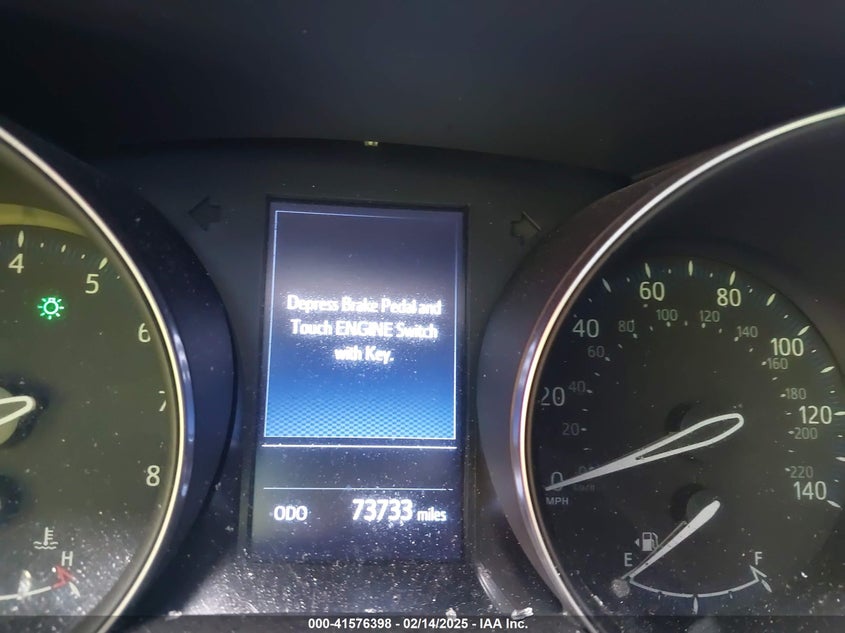 4
5
6
7
8
H
Depress Brake Pedal and
Touch ENGINE Switch
with Key.
ODO 73733 miles
0 20 40 60 80 100 120 140
20 40 60 80 100 120 140 160 180 200 220
MPH
E F
000-41576398 - 02/14/2025 - IAA Inc.